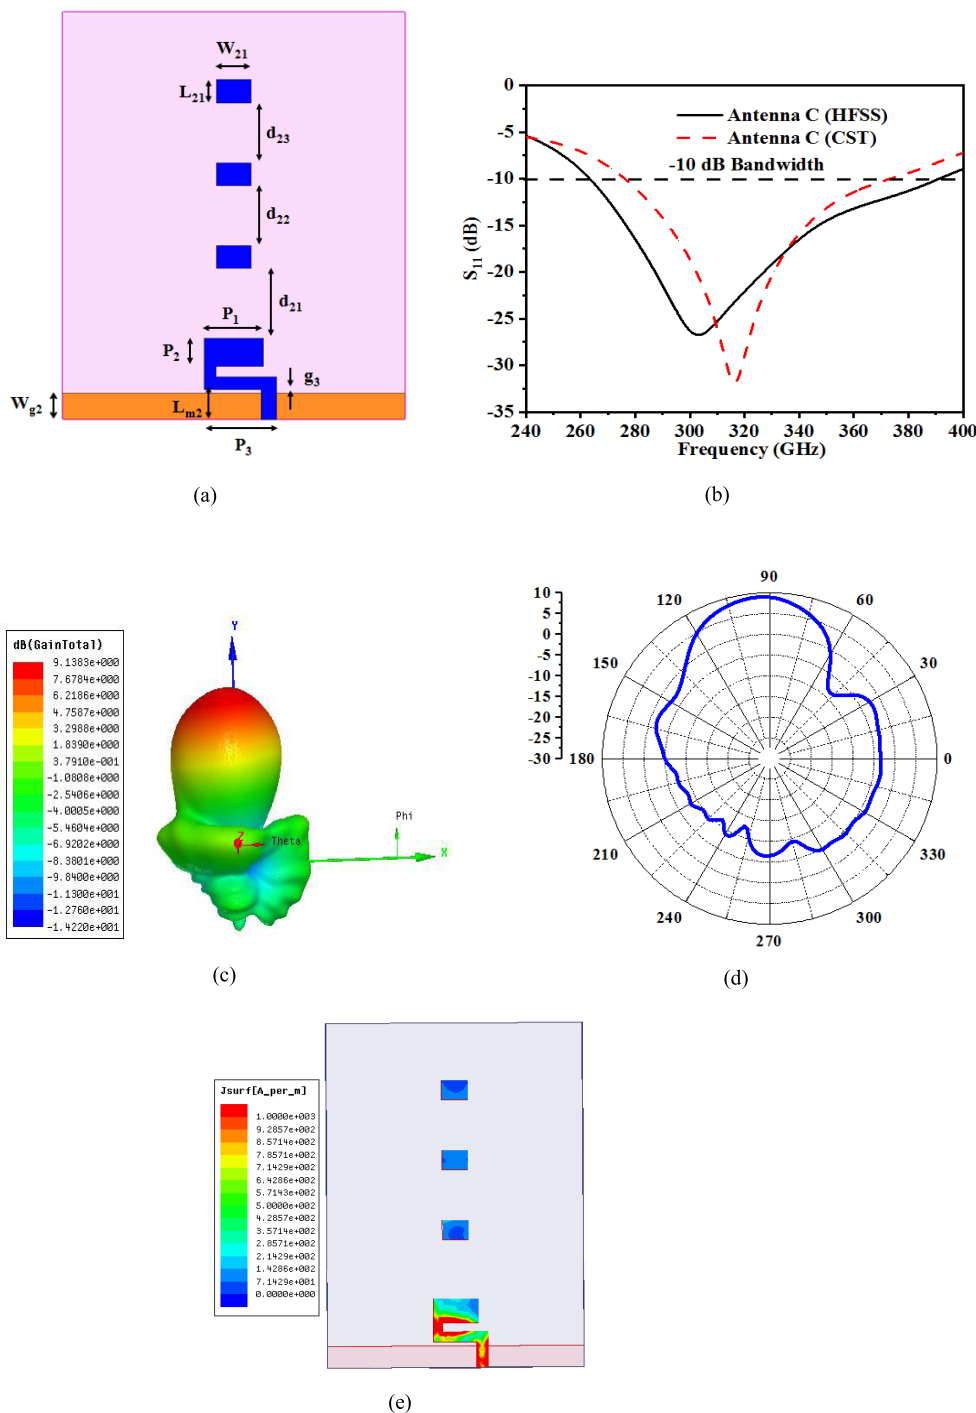 W21
L21
d23
d22
d21
P1
P2
g3
Wg2
Lm2
P3
(a)
0
-5
-10
-15
-20
-25
-30
-35
S11 (dB)
Antenna C (HFSS)
Antenna C (CST)
-10 dB Bandwidth
240 260 280 300 320 340 360 380 400
Frequency (GHz)
(b)
dB(GainTotal)
9.1383e+000
7.6784e+000
6.2186e+000
4.7587e+000
3.2988e+000
1.8390e+000
3.7910e-001
-1.0808e+000
-2.5406e+000
-4.0005e+000
-5.4604e+000
-6.9202e+000
-8.3801e+000
-9.8400e+000
-1.1300e+001
-1.2760e+001
-1.4220e+001
Y
Z
Theta
Phi
X
(c)
10
5
0
-5
-10
-15
-20
-25
-30
90
120 60
150 30
180 0
210 330
240 300
270
(d)
Jsurf[A_per_m]
1.0000e+003
9.2857e+002
8.5714e+002
7.8571e+002
7.1429e+002
6.4286e+002
5.7143e+002
5.0000e+002
4.2857e+002
3.5714e+002
2.8571e+002
2.1429e+002
1.4286e+002
7.1429e+001
0.0000e+000
(e)